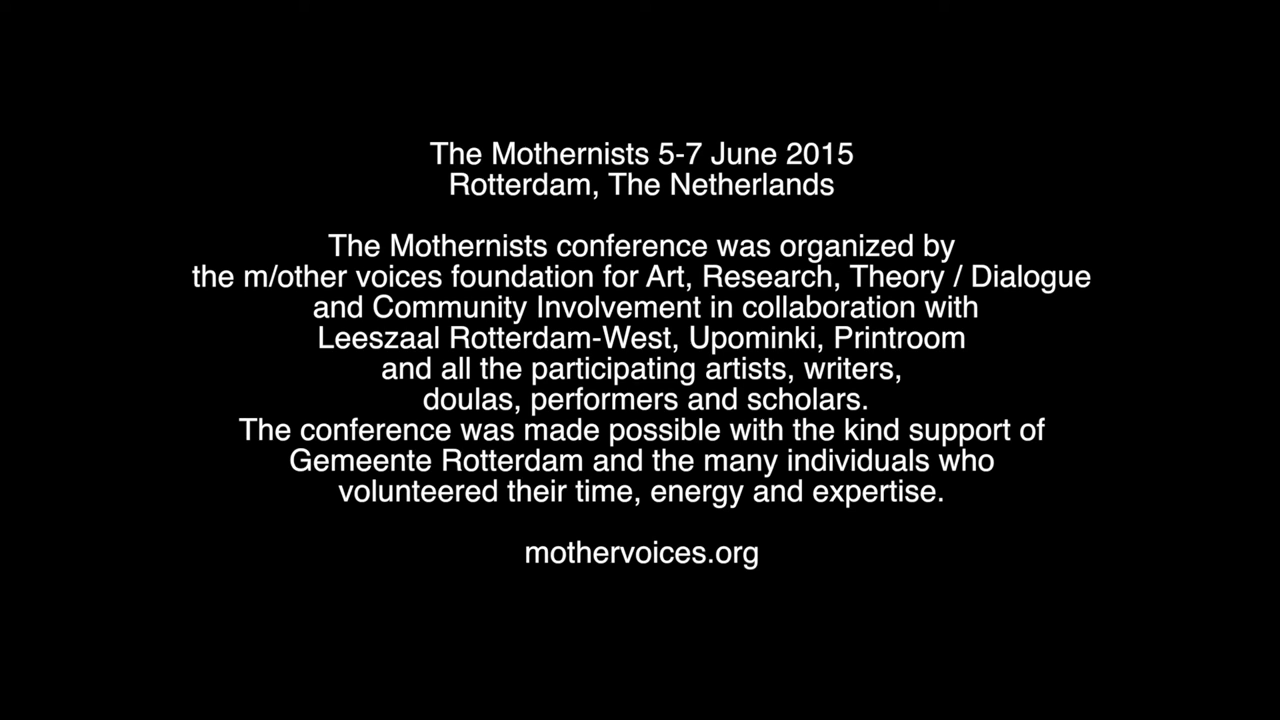 The Mothernists 5-7 June 2015
Rotterdam, The Netherlands
The Mothernists conference was organized by
the m/other voices foundation for Art, Research, Theory / Dialogue
and Community Involvement in collaboration with
Leeszaal Rotterdam-West, Upominki, Printroom
and all the participating artists, writers,
doulas, performers and scholars.
The conference was made possible with the kind support of
Gemeente Rotterdam and the many individuals who
volunteered their time, energy and expertise.
mothervoices.org